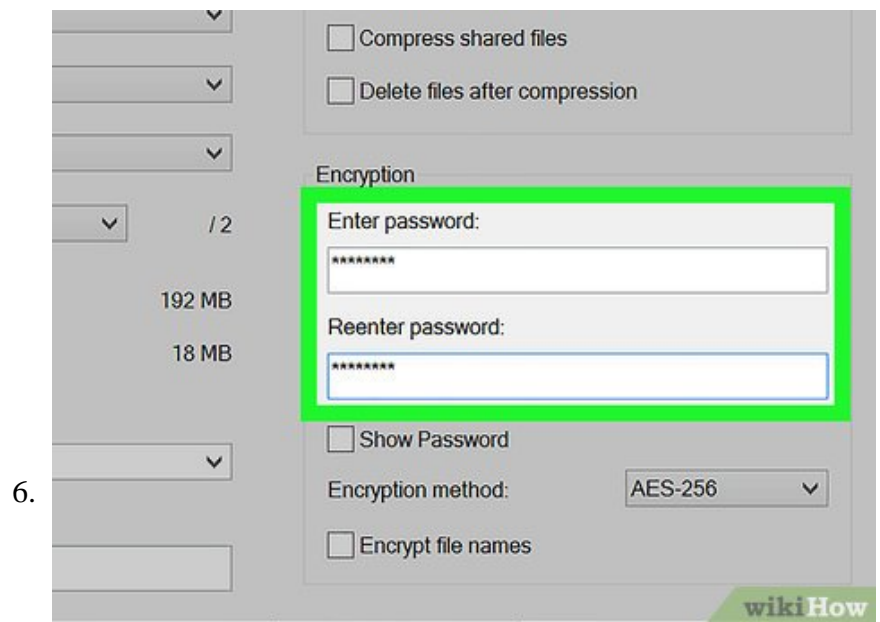 Compress shared files
Delete files after compression
Encryption
/ 2
Enter password:
********
192 MB
Reenter password:
18 MB
********
Show Password
6.
Encryption method:
AES-256
Encrypt file names
wikiHow